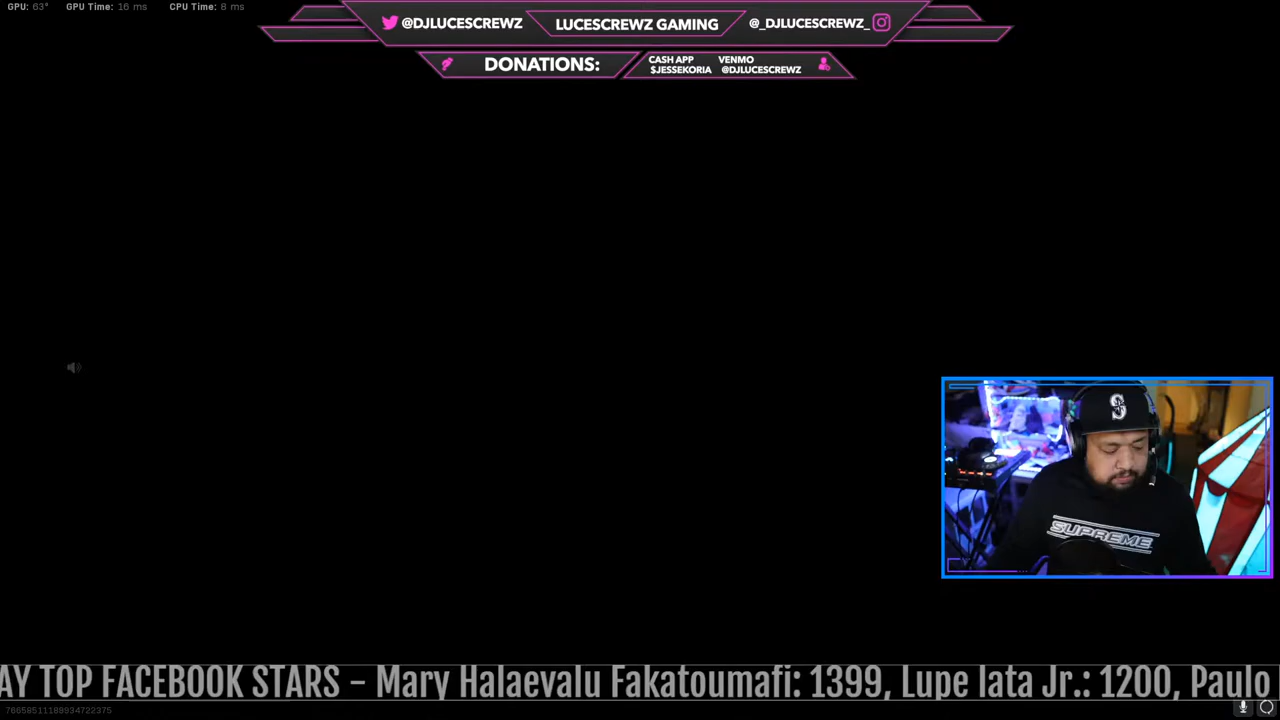 GPU: 63° GPU Time: 16 ms CPU Time: 8 ms
@DJLUCESCREWZ
LUCESCREWZ GAMING
@_DJLUCESCREWZ_
DONATIONS:
CASH APP VENMO
$JESSEKORIA @DJLUCESCREWZ
S
SUPREME
AY TOP FACEBOOK STARS - Mary Halaevalu Fakatoumafi: 1399, Lupe Iata Jr.: 1200, Paulo